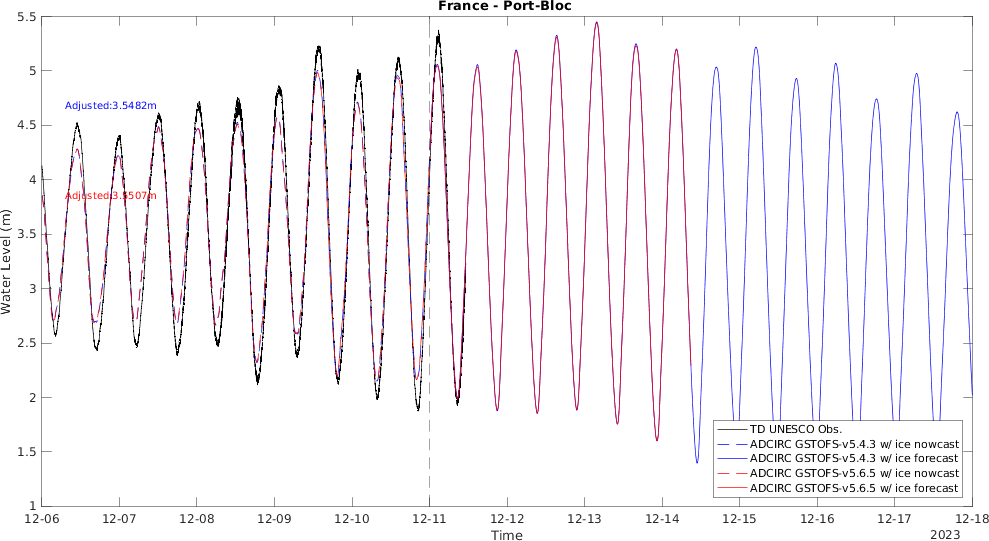 France - Port-Bloc
5.5
5
4.5
4
3.5
3
2.5
2
1.5
1
Water Level (m)
Adjusted:3.5482m
Adjusted:3.5507m
TD UNESCO Obs.
ADCIRC GSTOFS-v5.4.3 w/ ice nowcast
ADCIRC GSTOFS-v5.4.3 w/ ice forecast
ADCIRC GSTOFS-v5.6.5 w/ ice nowcast
ADCIRC GSTOFS-v5.6.5 w/ ice forecast
12-06 12-07 12-08 12-09 12-10 12-11 12-12 12-13 12-14 12-15 12-16 12-17 12-18
Time
2023